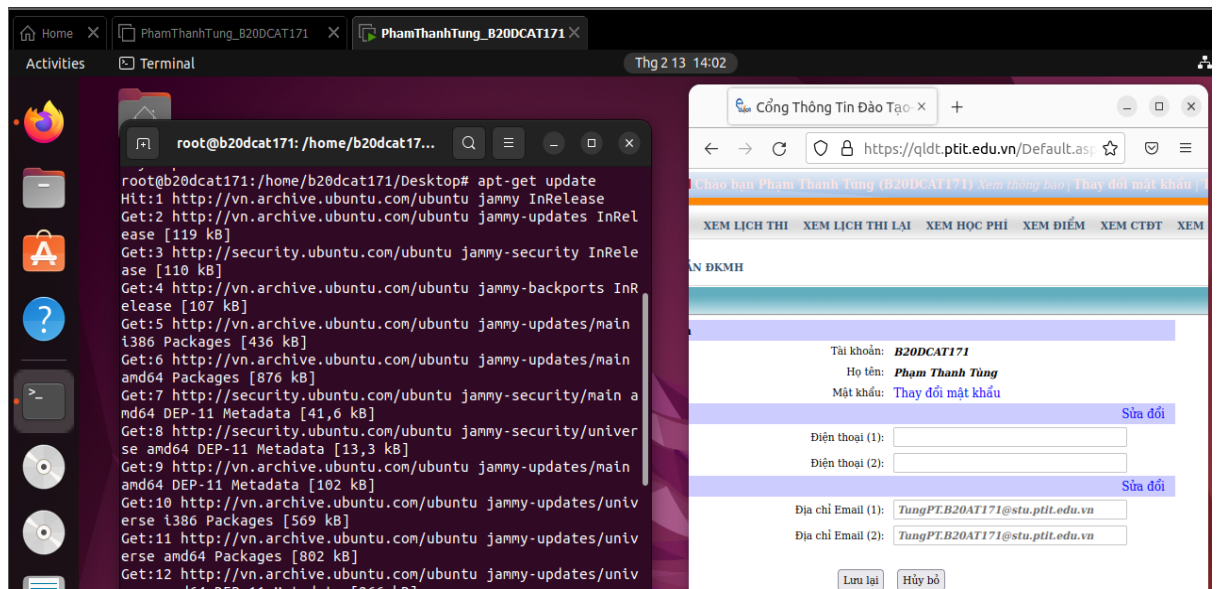 Home
PhamThanhTung_B20DCAT171
PhamThanhTung_B20DCAT171
Activities
Terminal
Thg 2 13 14:02
root@b20dcat171: /home/b20dcat17...
root@b20dcat171:/home/b20dcat171/Desktop# apt-get update
Hit:1 http://vn.archive.ubuntu.com/ubuntu jammy InRelease
Get:2 http://vn.archive.ubuntu.com/ubuntu jammy-updates InRel
ease [119 kB]
Get:3 http://security.ubuntu.com/ubuntu jammy-security InRele
ase [110 kB]
Get:4 http://vn.archive.ubuntu.com/ubuntu jammy-backports InR
elease [107 kB]
Get:5 http://vn.archive.ubuntu.com/ubuntu jammy-updates/main
i386 Packages [436 kB]
Get:6 http://vn.archive.ubuntu.com/ubuntu jammy-updates/main
amd64 Packages [876 kB]
Get:7 http://security.ubuntu.com/ubuntu jammy-security/main a
md64 DEP-11 Metadata [41,6 kB]
Get:8 http://security.ubuntu.com/ubuntu jammy-security/univer
se amd64 DEP-11 Metadata [13,3 kB]
Get:9 http://vn.archive.ubuntu.com/ubuntu jammy-updates/main
amd64 DEP-11 Metadata [102 kB]
Get:10 http://vn.archive.ubuntu.com/ubuntu jammy-updates/univ
erse i386 Packages [569 kB]
Get:11 http://vn.archive.ubuntu.com/ubuntu jammy-updates/univ
erse amd64 Packages [802 kB]
Get:12 http://vn.archive.ubuntu.com/ubuntu jammy-updates/univ
Cổng Thông Tin Đào Tạo-
https://qldt.ptit.edu.vn/Default.asp
Chào bạn Phạm Thanh Tùng (B20DCAT171) Xem thông báo | Thay đổi mật khẩu |
XEM LỊCH THI XEM LỊCH THI LẠI XEM HỌC PHÍ XEM ĐIỂM XEM CTĐT XEM
ĐKMH
Tài khoản: B20DCAT171
Họ tên: Phạm Thanh Tùng
Mật khẩu: Thay đổi mật khẩu
Sửa đổi
Điện thoại (1):
Điện thoại (2):
Sửa đổi
Địa chỉ Email (1): TungPT.B20AT171@stu.ptit.edu.vn
Địa chỉ Email (2): TungPT.B20AT171@stu.ptit.edu.vn
Lưu lại Hủy bỏ